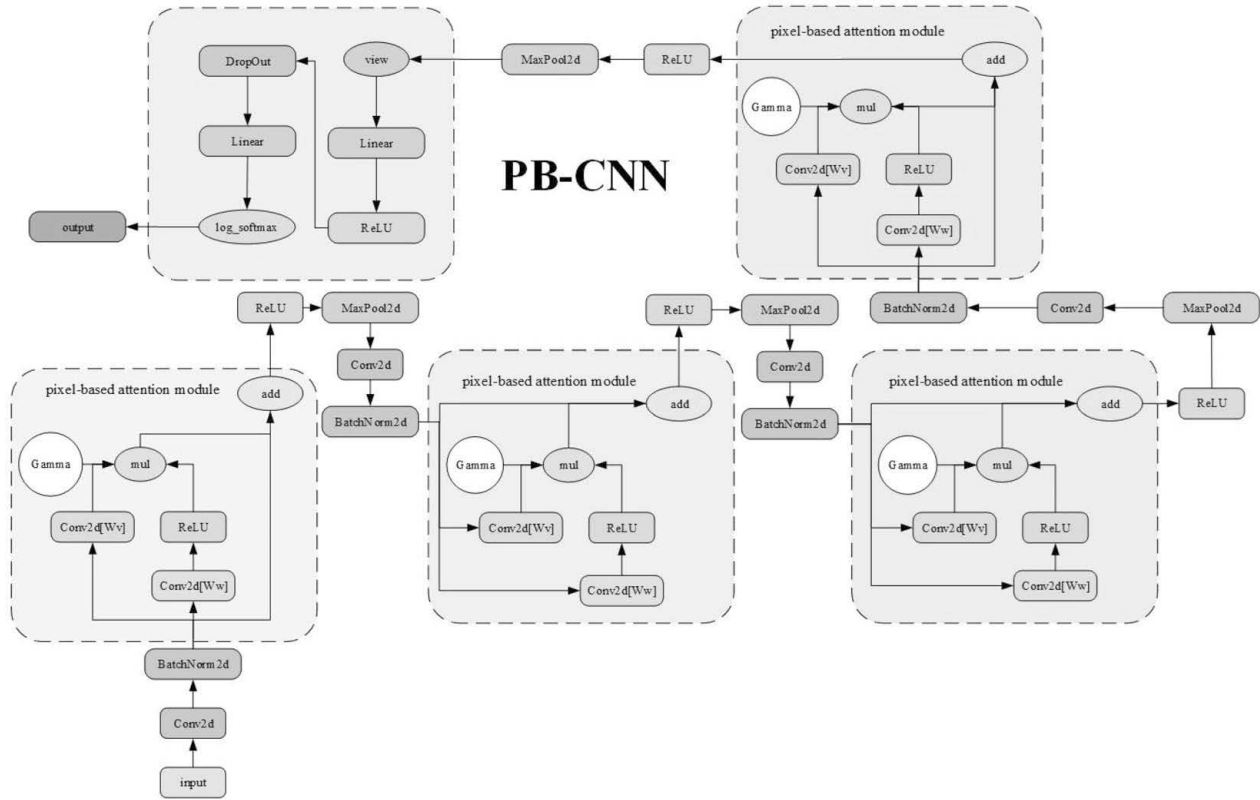 pixel-based attention module
DropOut
view
MaxPool2d
ReLU
add
Gamma
mul
Linear
Linear
PB-CNN
Conv2d[Wv]
ReLU
output
log_softmax
ReLU
Conv2d[Ww]
ReLU
MaxPool2d
ReLU
MaxPool2d
BatchNorm2d
Conv2d
MaxPool2d
Conv2d
Conv2d
pixel-based attention module
add
pixel-based attention module
add
pixel-based attention module
add
ReLU
BatchNorm2d
BatchNorm2d
Gamma
mul
Gamma
mul
Gamma
mul
Conv2d[Wv]
ReLU
Conv2d[Wv]
ReLU
Conv2d[Wv]
ReLU
Conv2d[Ww]
Conv2d[Ww]
Conv2d[Ww]
BatchNorm2d
Conv2d
input